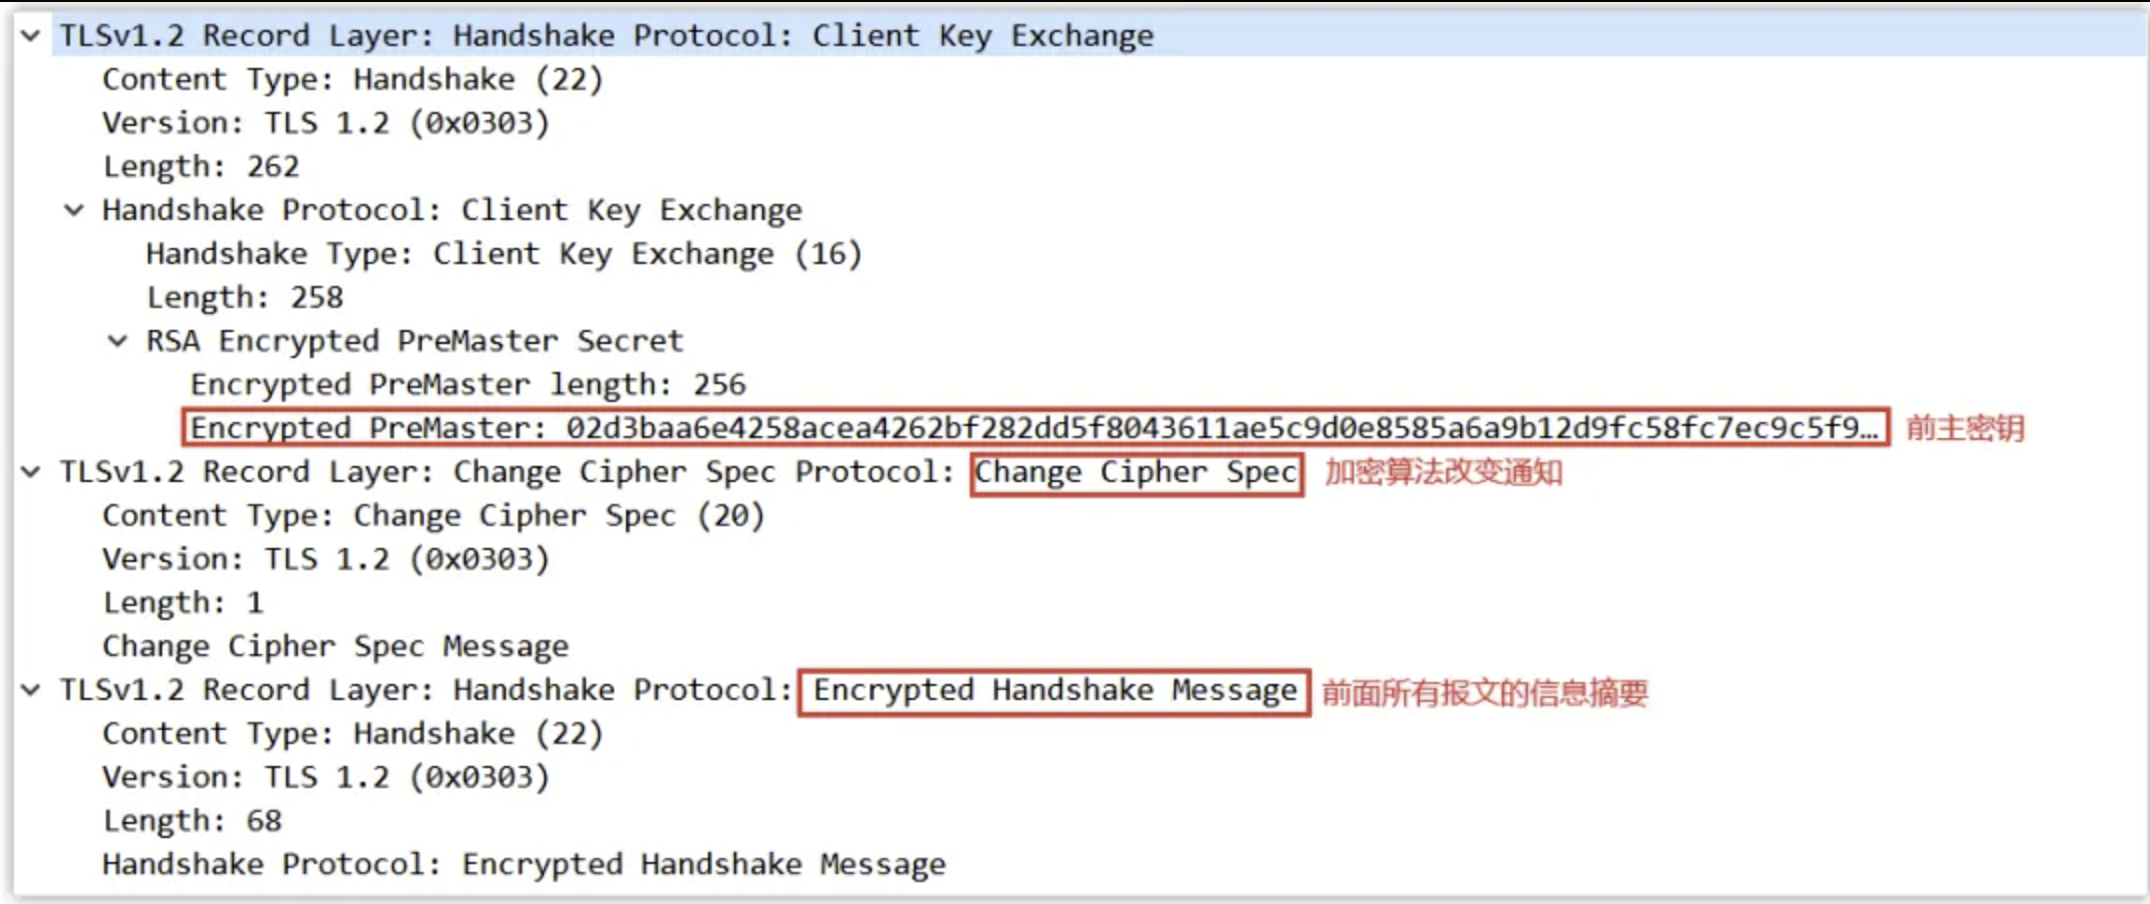 TLSv1.2 Record Layer: Handshake Protocol: Client Key Exchange
Content Type: Handshake (22)
Version: TLS 1.2 (0x0303)
Length: 262
Handshake Protocol: Client Key Exchange
Handshake Type: Client Key Exchange (16)
Length: 258
RSA Encrypted PreMaster Secret
Encrypted PreMaster length: 256
Encrypted PreMaster: 02d3baa6e4258acea4262bf282dd5f8043611ae5c9d0e8585a6a9b12d9fc58fc7ec9c5f9… 前主密钥
TLSv1.2 Record Layer: Change Cipher Spec Protocol: Change Cipher Spec 加密算法改变通知
Content Type: Change Cipher Spec (20)
Version: TLS 1.2 (0x0303)
Length: 1
Change Cipher Spec Message
TLSv1.2 Record Layer: Handshake Protocol: Encrypted Handshake Message 前面所有报文的信息摘要
Content Type: Handshake (22)
Version: TLS 1.2 (0x0303)
Length: 68
Handshake Protocol: Encrypted Handshake Message